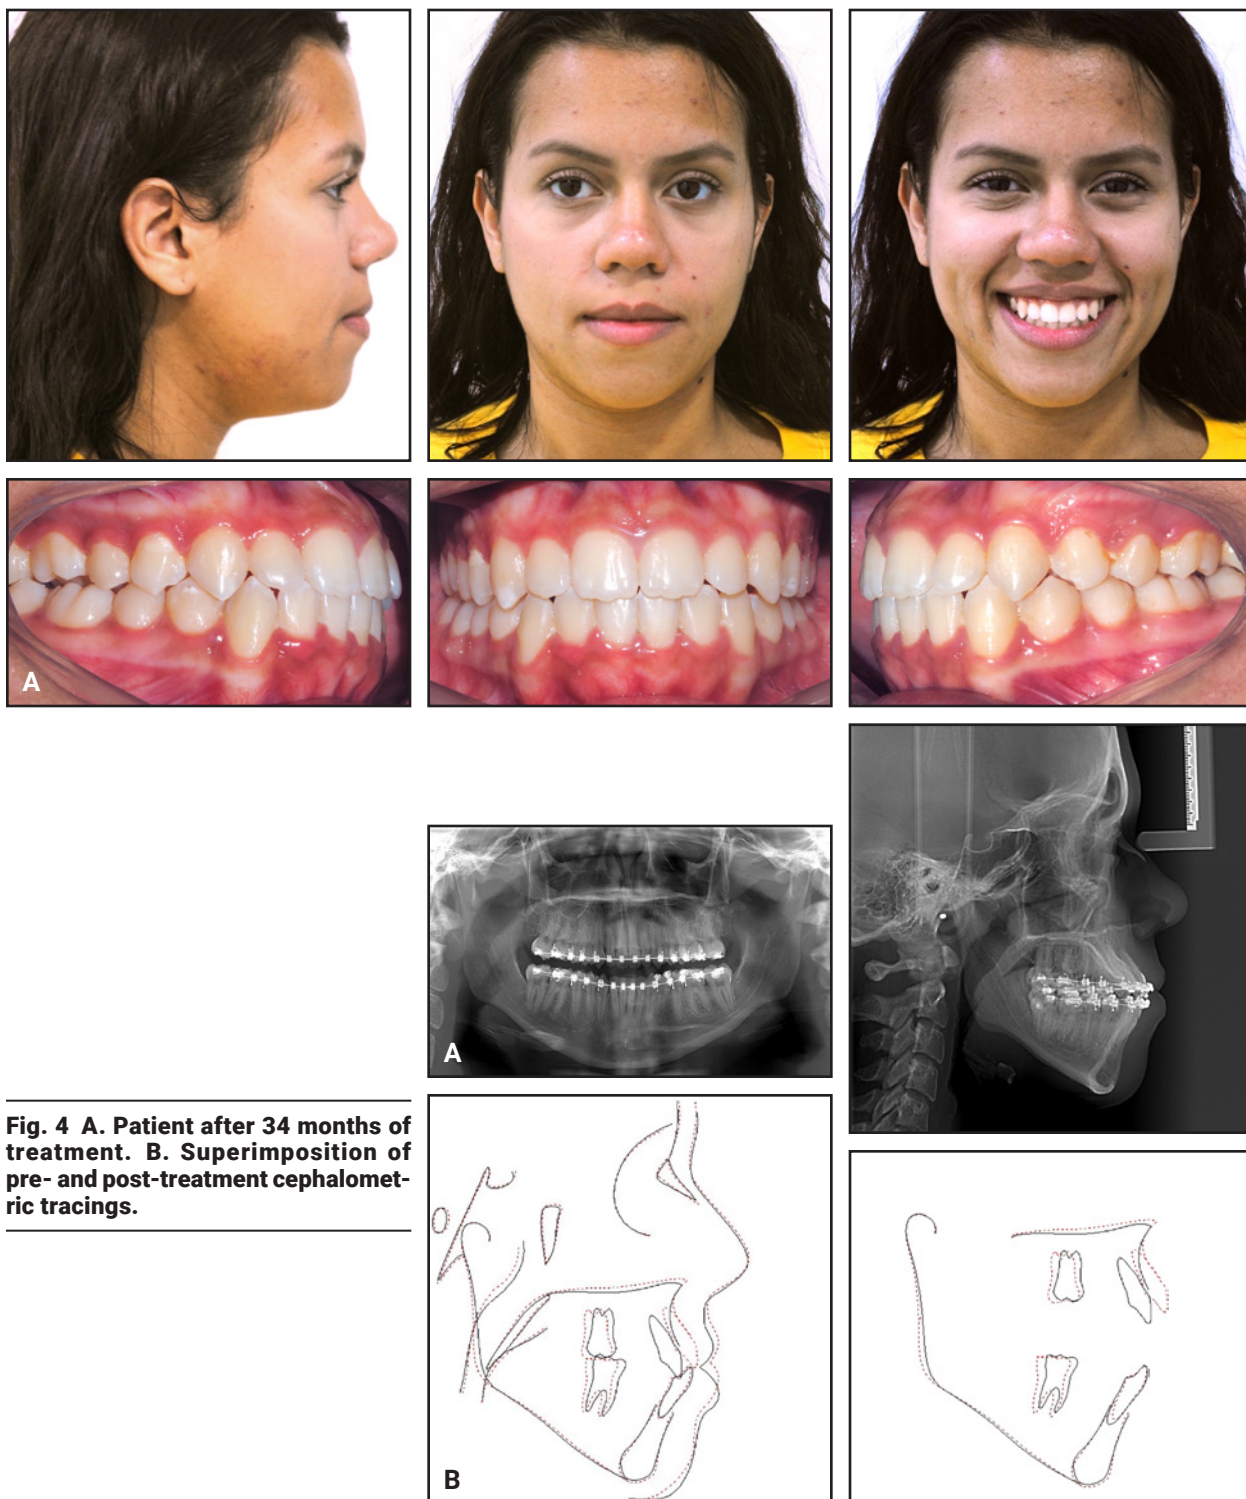 A
A
Fig. 4 A. Patient after 34 months of
treatment. B. Superimposition of
pre- and post-treatment cephalomet-
ric tracings.
B